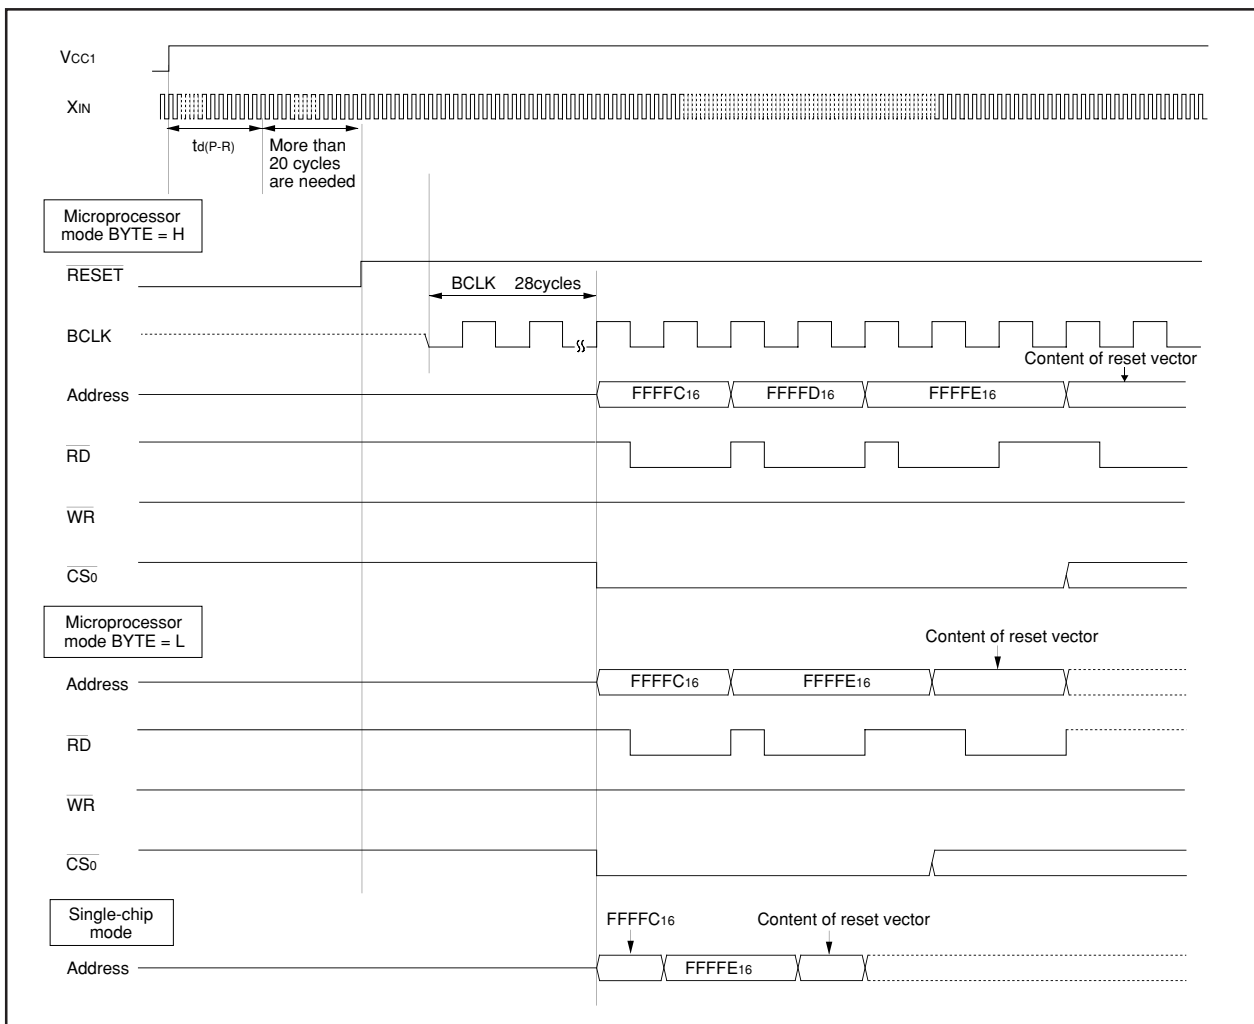 VCC1
XIN
td(P-R)
More than
20 cycles
are needed
Microprocessor
mode BYTE = H
RESET
BCLK 28cycles
BCLK
Content of reset vector
Address
FFFFC16
FFFFD16
FFFFE16
RD
WR
CS0
Microprocessor
mode BYTE = L
Content of reset vector
Address
FFFFC16
FFFFE16
RD
WR
CS0
Single-chip
mode
FFFFC16
Content of reset vector
Address
FFFFE16